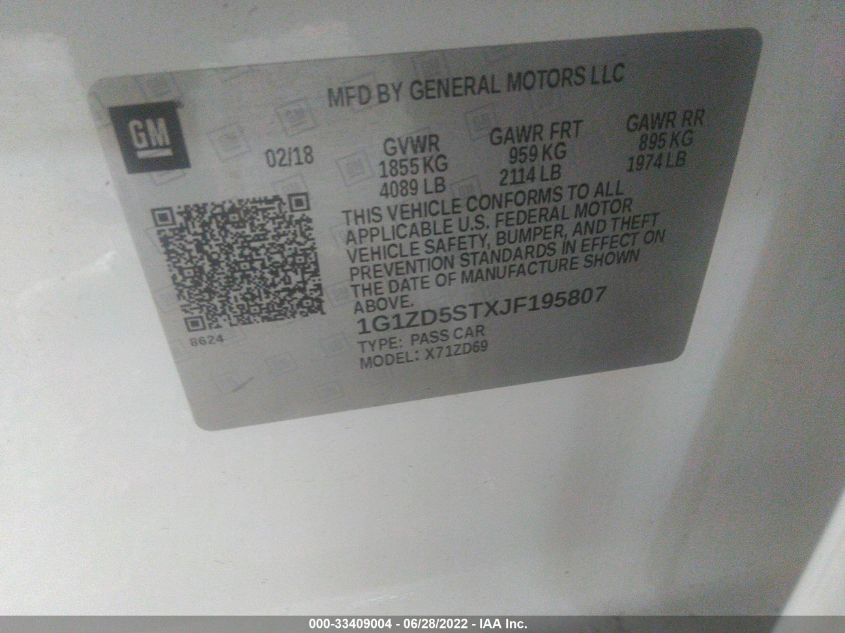 MFD BY GENERAL MOTORS LLC
GM
02/18
GVWR
1855 KG
4089 LB
GAWR FRT
959 KG
2114 LB
GAWR RR
895 KG
1974 LB
THIS VEHICLE CONFORMS TO ALL
APPLICABLE U.S. FEDERAL MOTOR
VEHICLE SAFETY, BUMPER, AND THEFT
PREVENTION STANDARDS IN EFFECT ON
THE DATE OF MANUFACTURE SHOWN
ABOVE.
1G1ZD5STXJF195807
TYPE: PASS CAR
MODEL: X71ZD69
8624
000-33409004 - 06/28/2022 - IAA Inc.